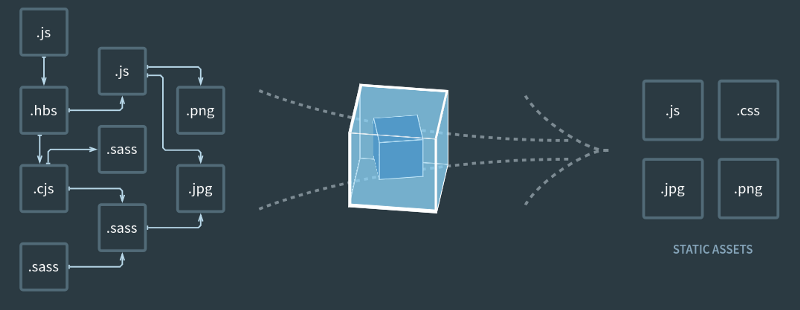 .js
.js
.hbs
.png
.sass
.cjs
.jpg
.sass
.sass
.js
.css
.jpg
.png
STATIC ASSETS